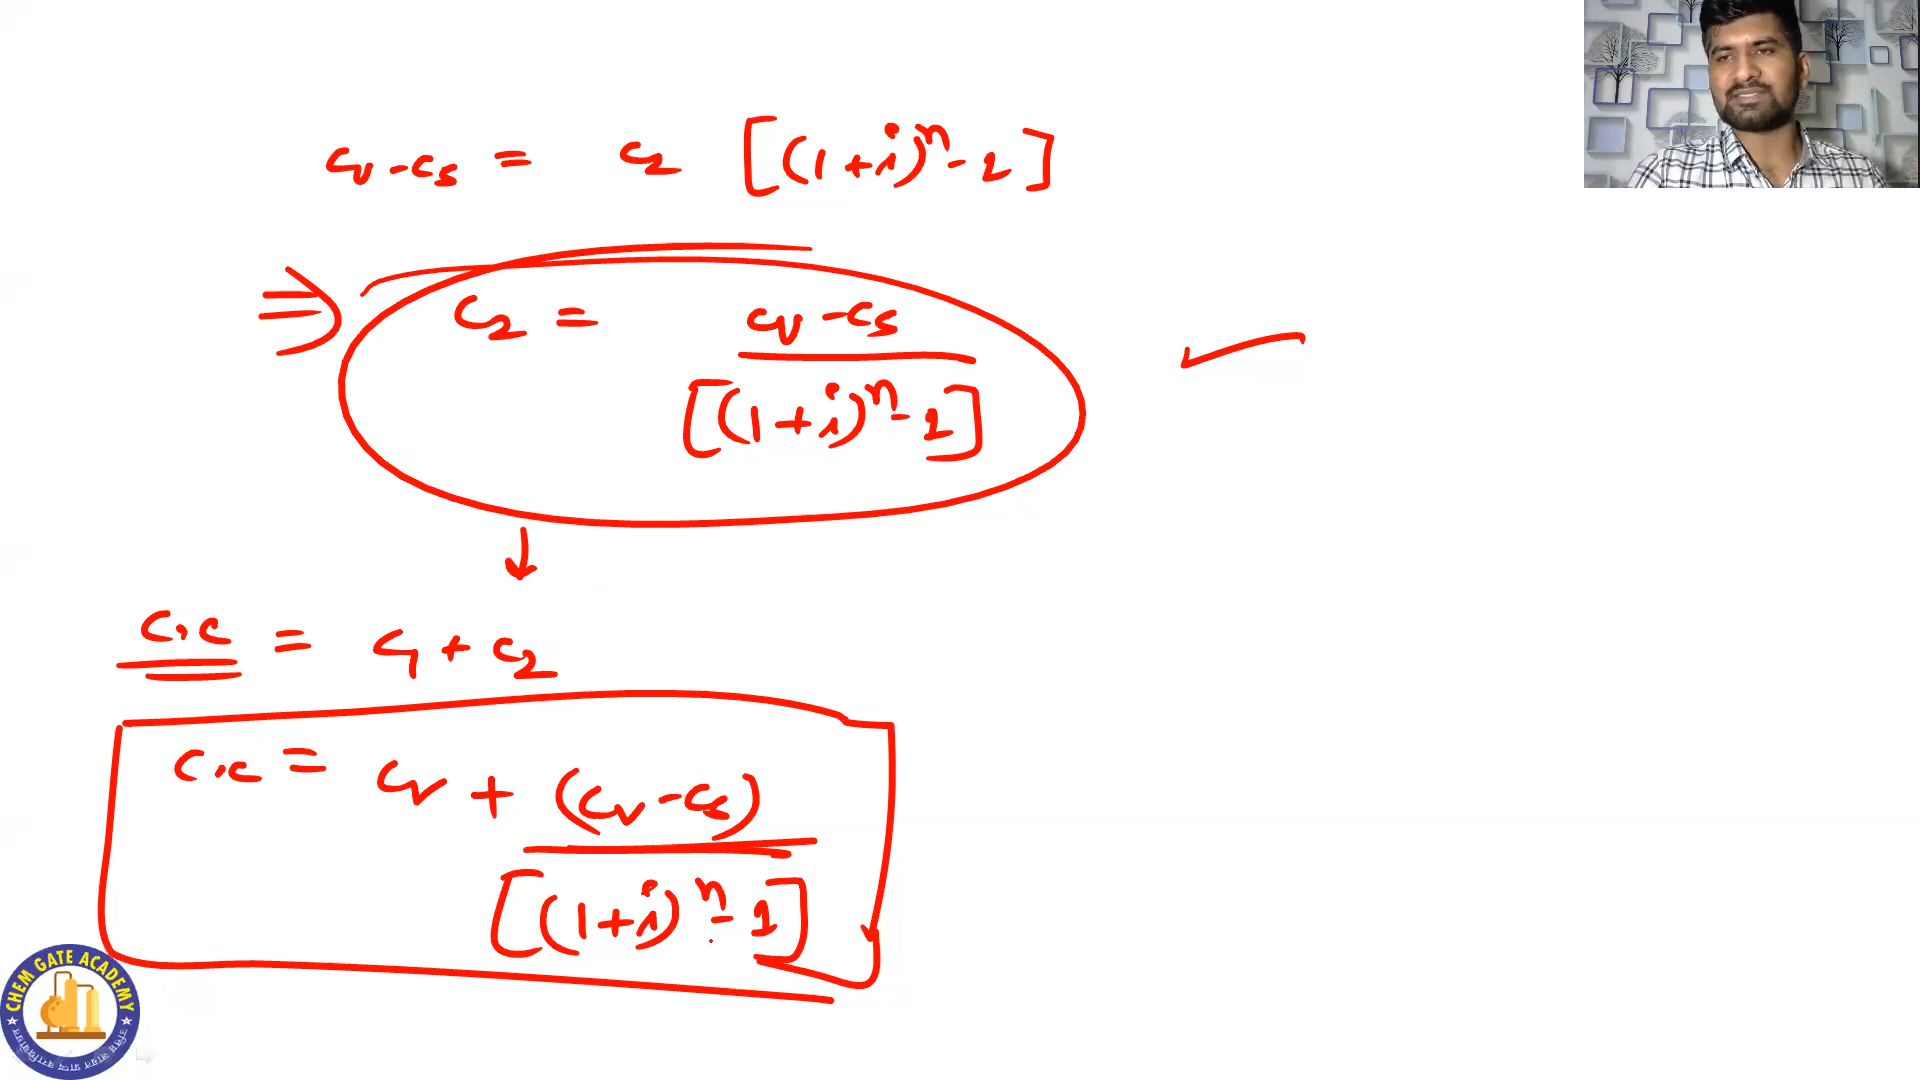 Cv - Cs = C2 [(1+i)^n - 1]
⇒ C2 = Cv - Cs / [(1+i)^n - 1]
C.C = C1 + C2
C.C = Cv + (Cv - Cs) / [(1+i)^n - 1]
CHEM GATE ACADEMY